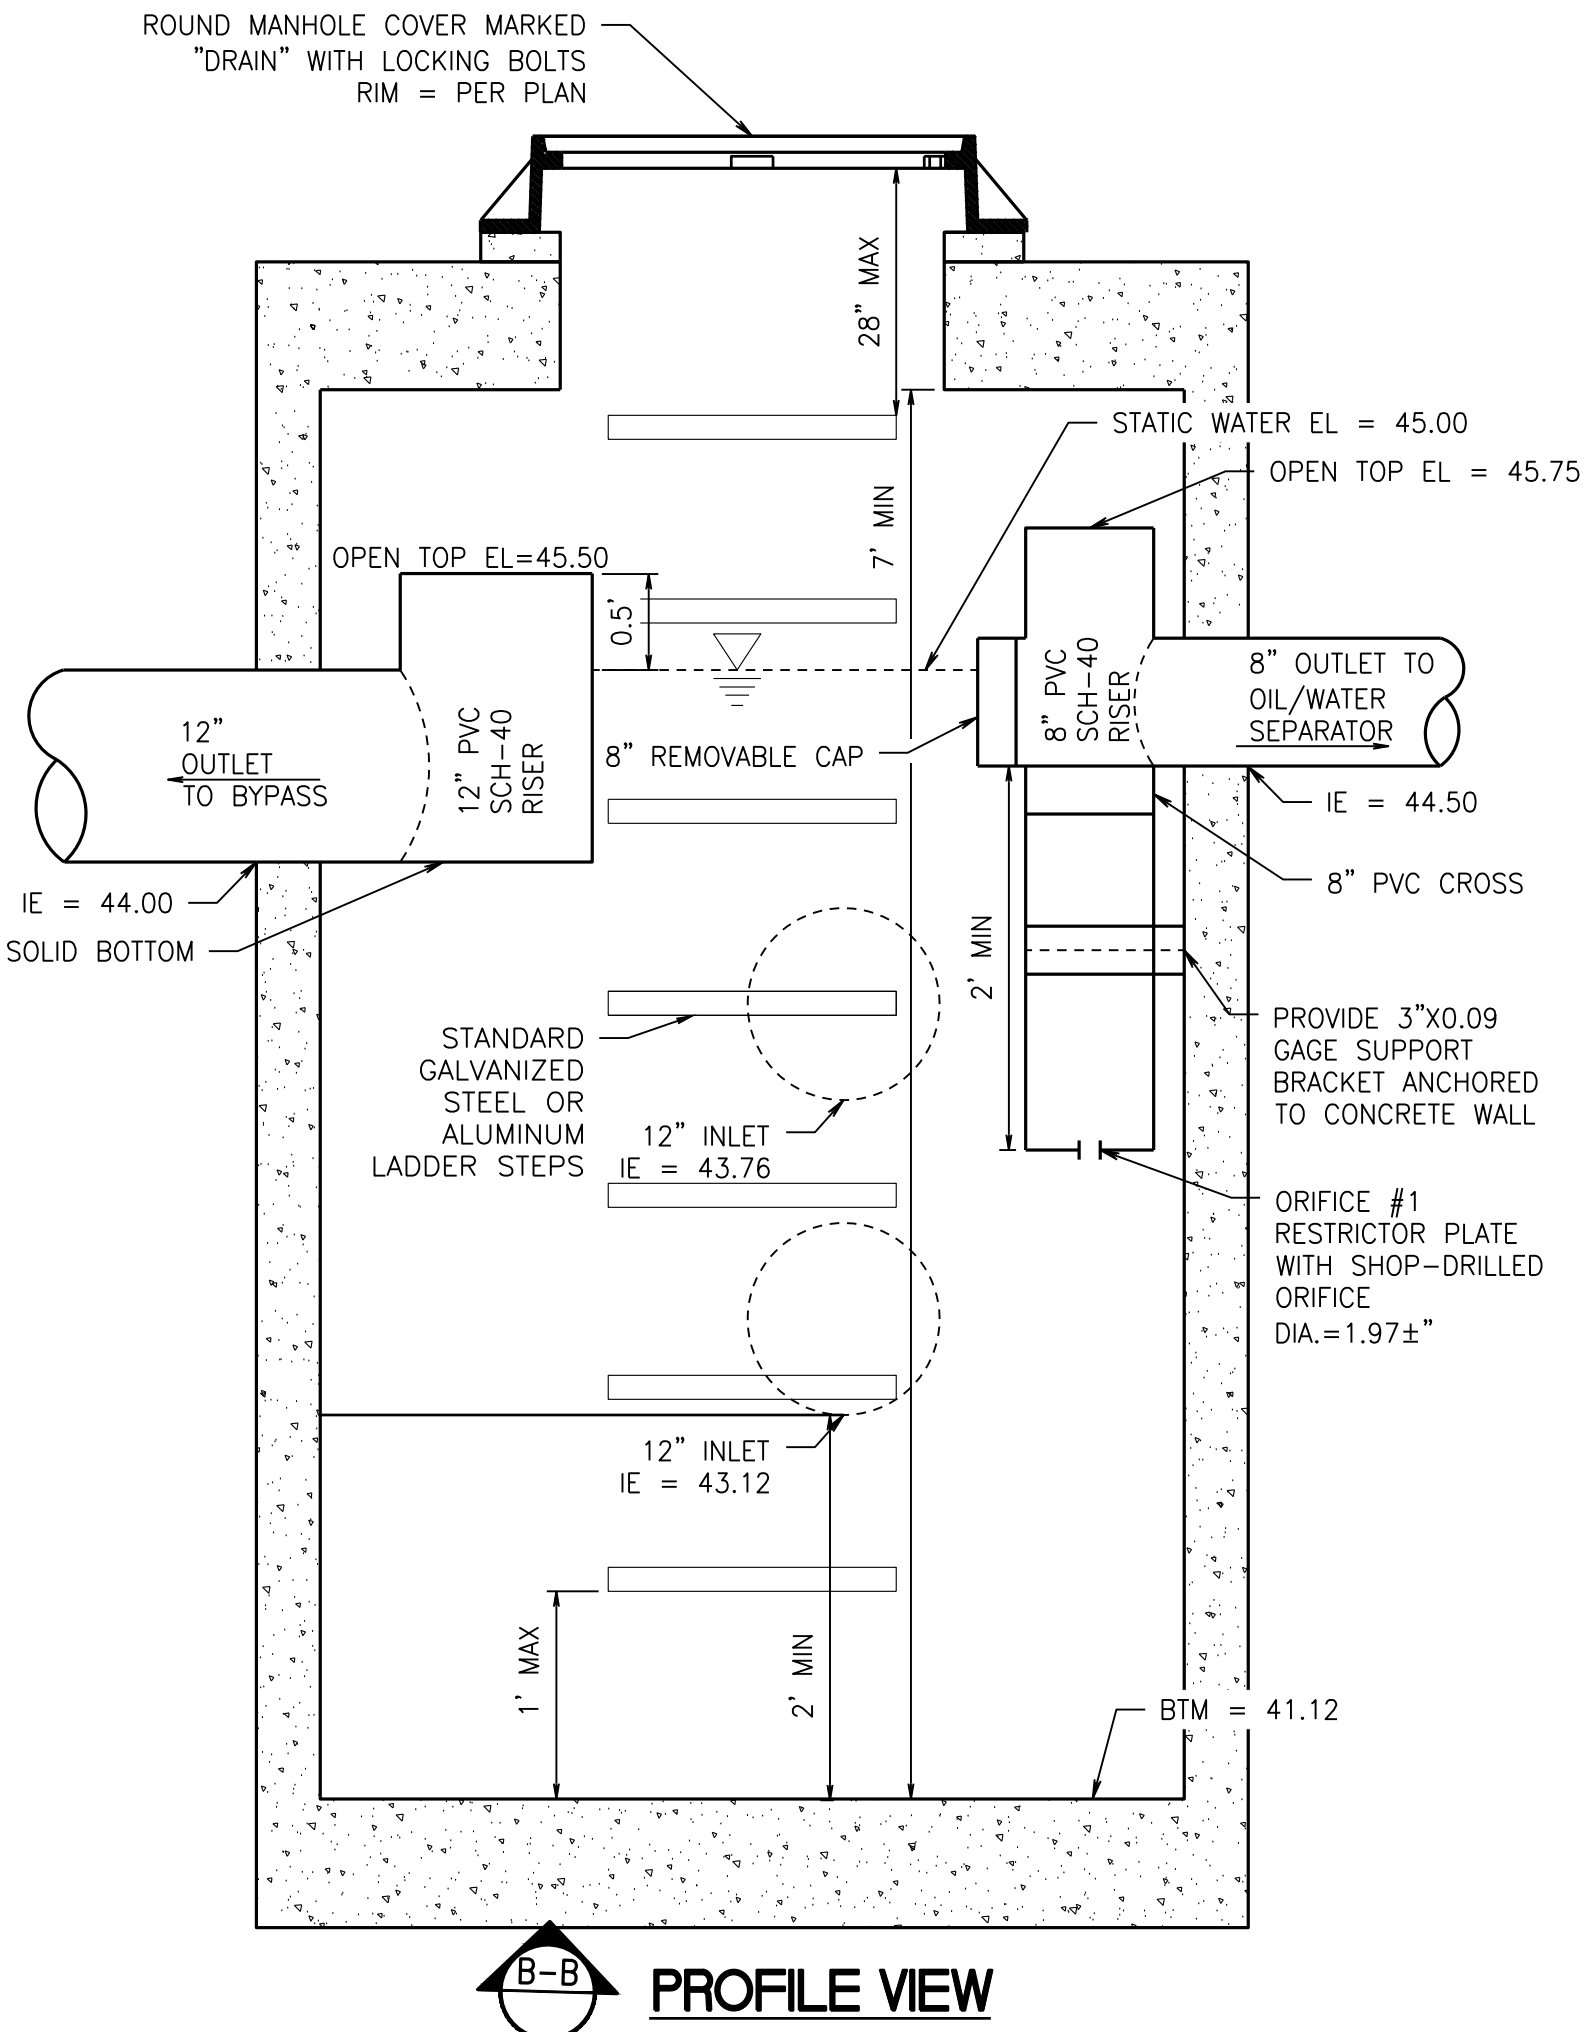 ROUND MANHOLE COVER MARKED
"DRAIN" WITH LOCKING BOLTS
RIM = PER PLAN
28" MAX
STATIC WATER EL = 45.00
OPEN TOP EL = 45.75
7' MIN
OPEN TOP EL=45.50
0.5'
12"
OUTLET
TO BYPASS
12" PVC
SCH-40
RISER
8" REMOVABLE CAP
8" PVC
SCH-40
RISER
8" OUTLET TO
OIL/WATER
SEPARATOR
IE = 44.50
8" PVC CROSS
IE = 44.00
SOLID BOTTOM
2' MIN
STANDARD
GALVANIZED
STEEL OR
ALUMINUM
LADDER STEPS
12" INLET
IE = 43.76
PROVIDE 3"X0.09
GAGE SUPPORT
BRACKET ANCHORED
TO CONCRETE WALL
ORIFICE #1
RESTRICTOR PLATE
WITH SHOP-DRILLED
ORIFICE
DIA.=1.97±"
12" INLET
IE = 43.12
1' MAX
2' MIN
BTM = 41.12
B-B
PROFILE VIEW